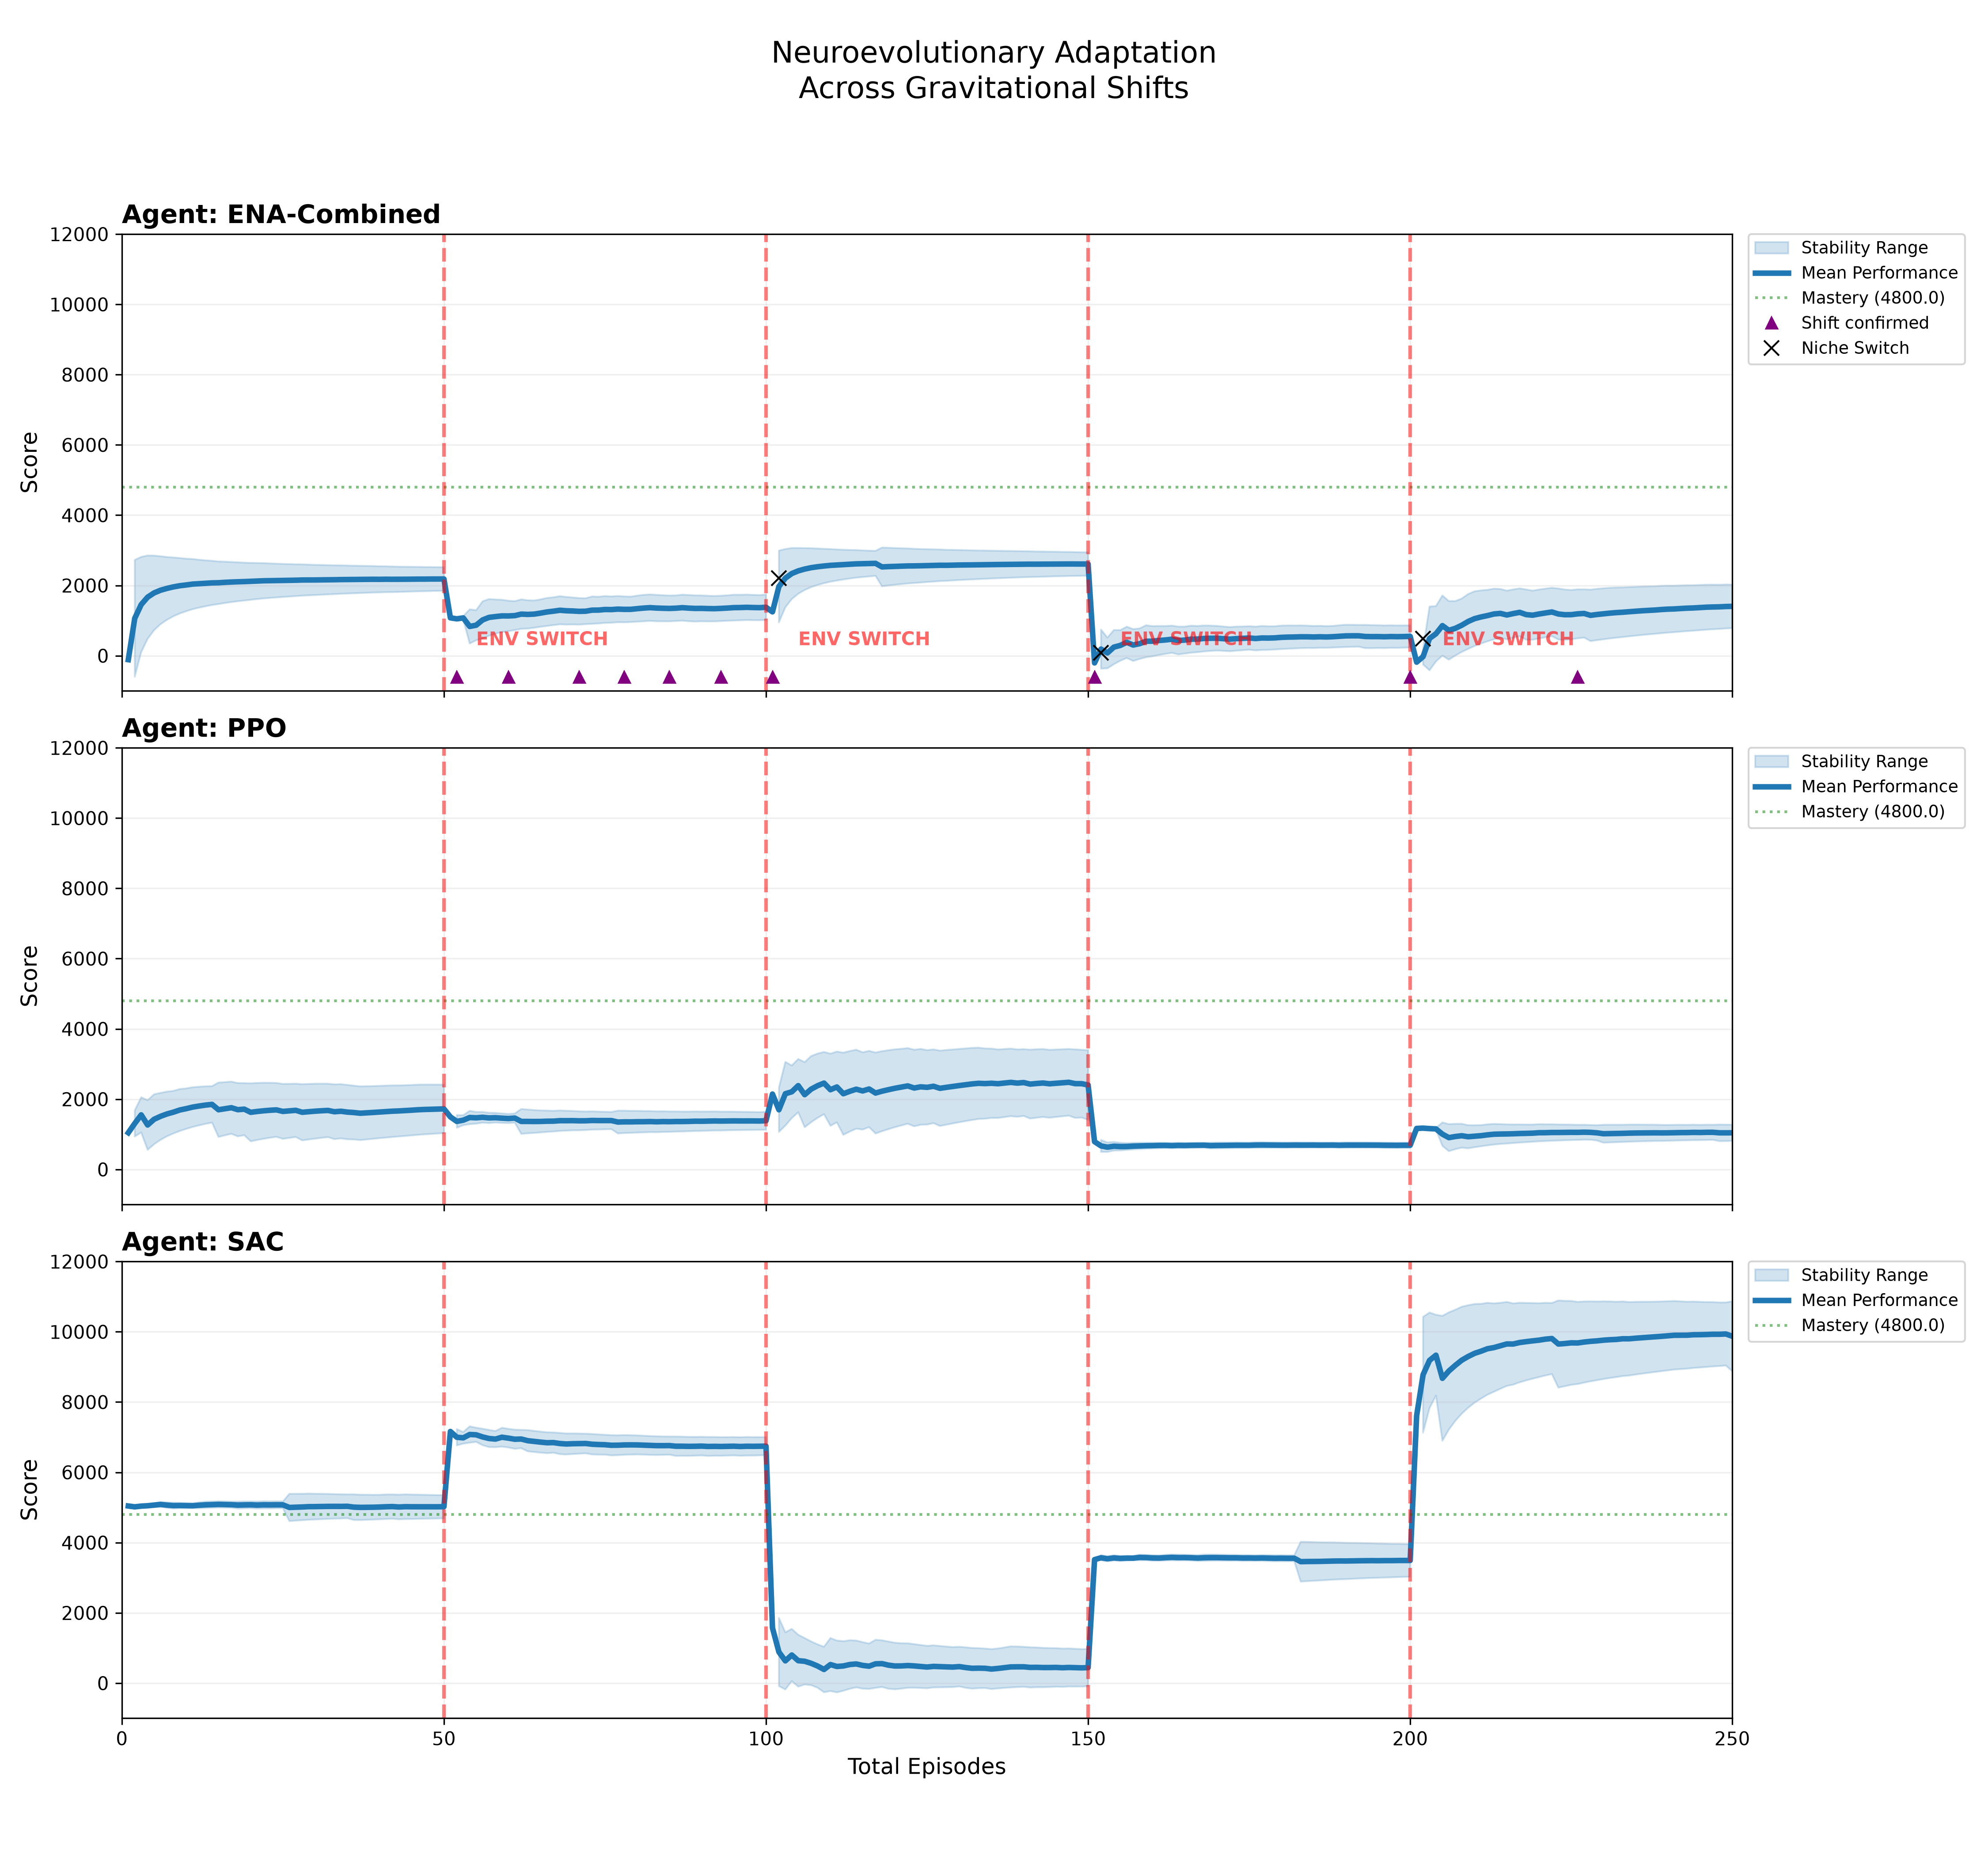 Neuroevolutionary Adaptation
Across Gravitational Shifts
Agent: ENA-Combined
12000
10000
8000
6000
4000
2000
0
Score
ENV SWITCH
ENV SWITCH
ENV SWITCH
ENV SWITCH
Stability Range
Mean Performance
Mastery (4800.0)
Shift confirmed
Niche Switch
Agent: PPO
12000
10000
8000
6000
4000
2000
0
Score
Stability Range
Mean Performance
Mastery (4800.0)
Agent: SAC
12000
10000
8000
6000
4000
2000
0
Score
Stability Range
Mean Performance
Mastery (4800.0)
0 50 100 150 200 250
Total Episodes